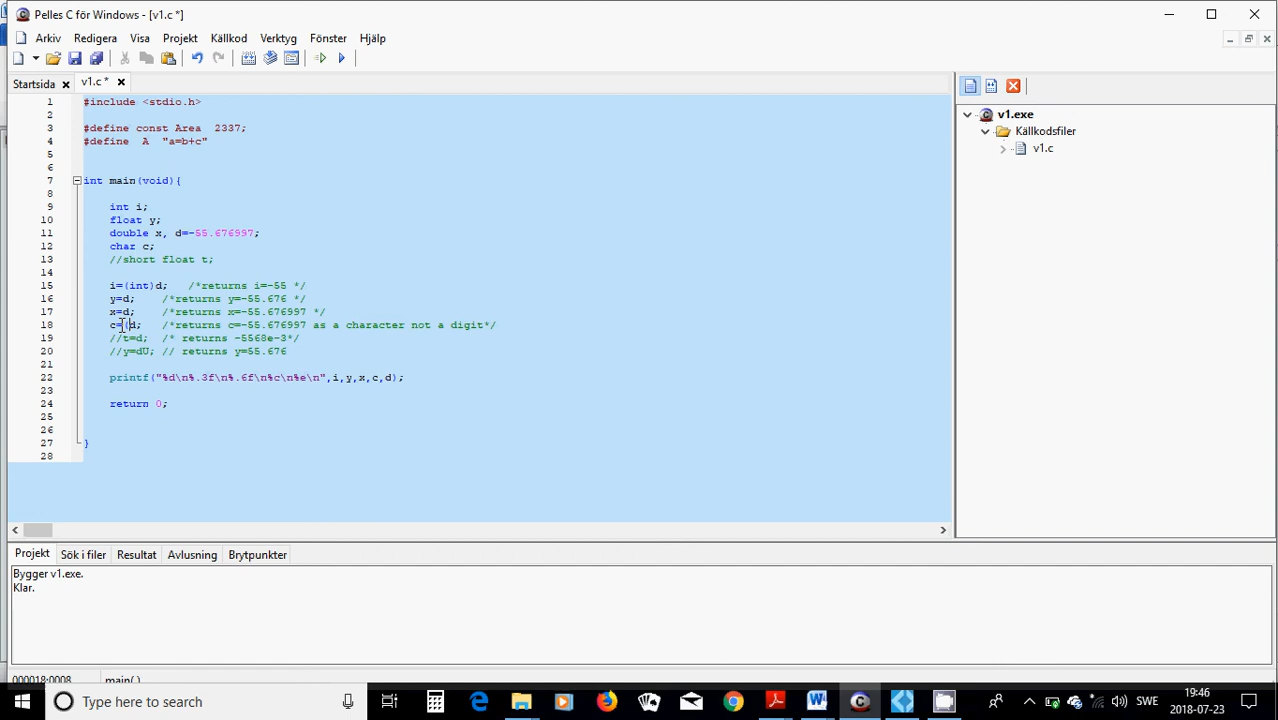 Pelles C för Windows - [v1.c *]
Arkiv Redigera Visa Projekt Källkod Verktyg Fönster Hjälp
Startsida v1.c *
1 #include <stdio.h>
2
3 #define const Area  2337;
4 #define  A  "a=b+c"
5
6
7 int main(void){
8
9 int i;
10 float y;
11 double x, d=-55.676997;
12 char c;
13 //short float t;
14
15 i=(int)d;   /*returns i=-55 */
16 y=d;    /*returns y=-55.676 */
17 x=d;    /*returns x=-55.676997 */
18 c=(d;   /*returns c=-55.676997 as a character not a digit*/
19 //t=d;  /* returns -5568e-3*/
20 //y=dU; // returns y=55.676
21
22 printf("%d\n%.3f\n%.6f\n%c\n%e\n",i,y,x,c,d);
23
24 return 0;
25
26
27 }
28
v1.exe
Källkodsfiler
v1.c
Projekt Sök i filer Resultat Avlusning Brytpunkter
Bygger v1.exe.
Klar.
000018:0008 main( )
Type here to search
SWE
19:46
2018-07-23